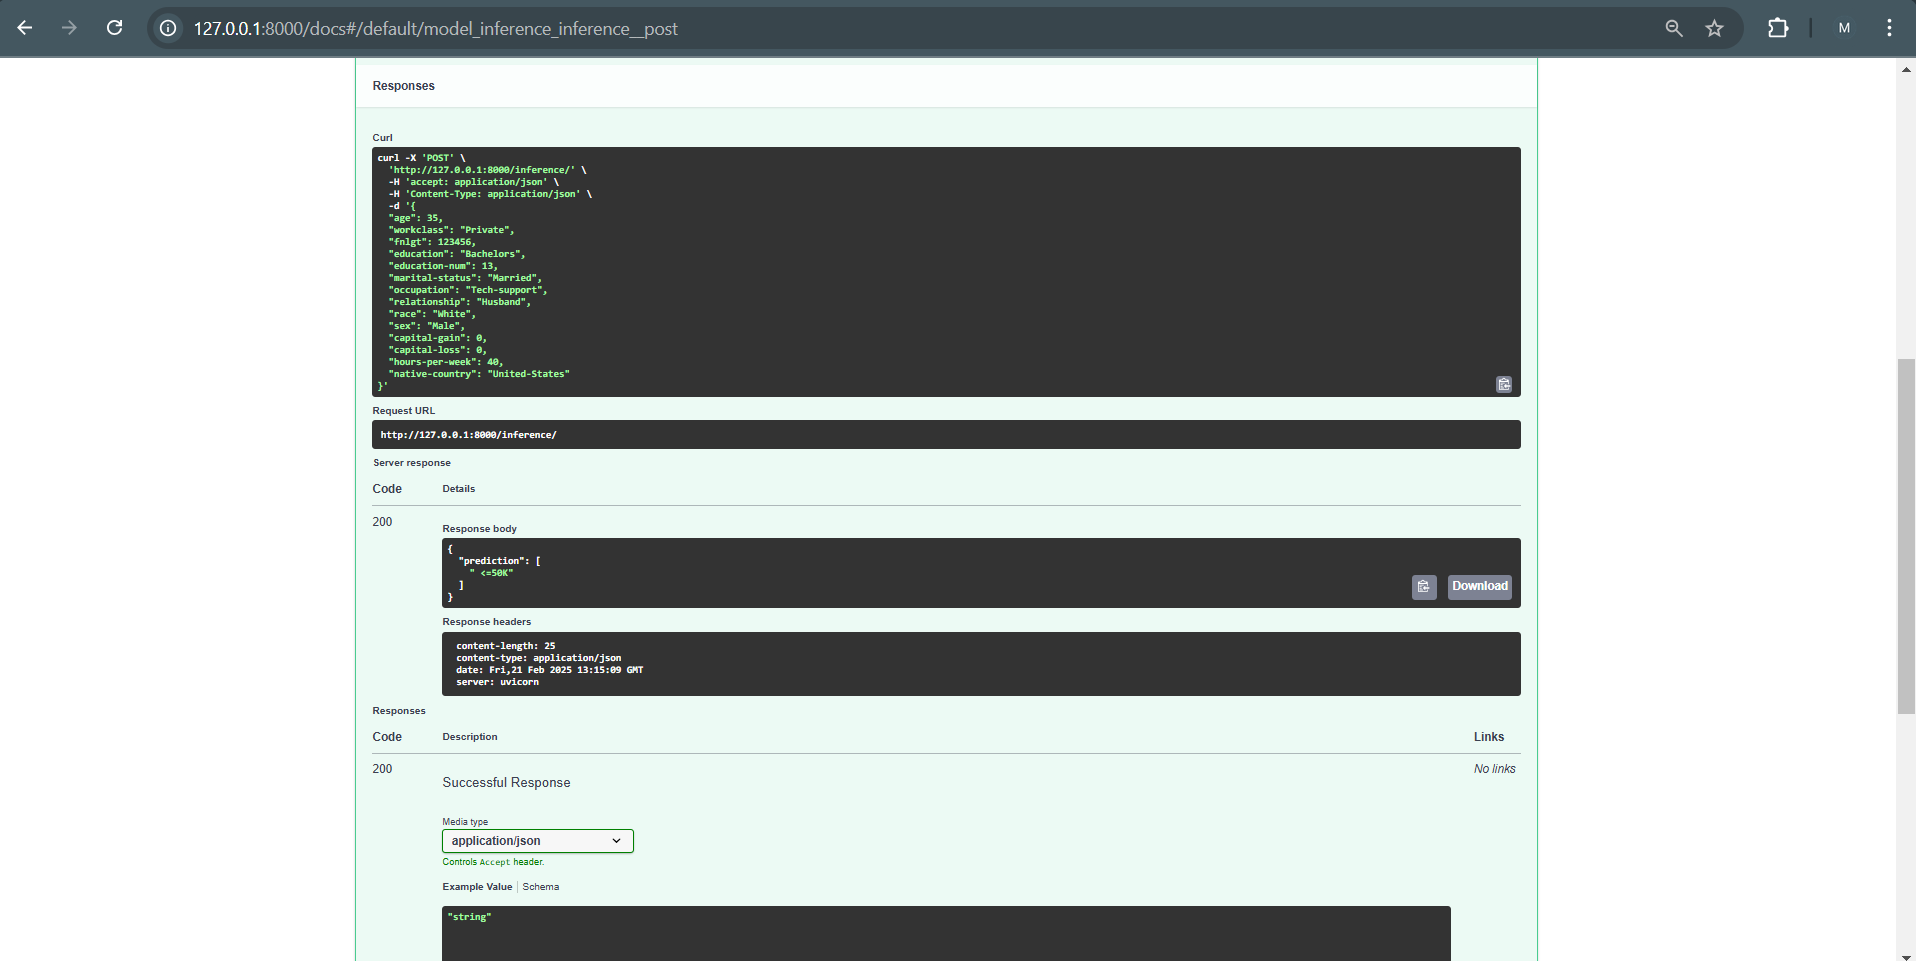 127.0.0.1:8000/docs#/default/model_inference_inference__post
M
Responses
Curl
curl -X 'POST' \
  'http://127.0.0.1:8000/inference/' \
  -H 'accept: application/json' \
  -H 'Content-Type: application/json' \
  -d '{
  "age": 35,
  "workclass": "Private",
  "fnlgt": 123456,
  "education": "Bachelors",
  "education-num": 13,
  "marital-status": "Married",
  "occupation": "Tech-support",
  "relationship": "Husband",
  "race": "White",
  "sex": "Male",
  "capital-gain": 0,
  "capital-loss": 0,
  "hours-per-week": 40,
  "native-country": "United-States"
}'
Request URL
http://127.0.0.1:8000/inference/
Server response
Code Details
200
Response body
{
  "prediction": [
    " <=50K"
  ]
}
Download
Response headers
content-length: 25
content-type: application/json
date: Fri,21 Feb 2025 13:15:09 GMT
server: uvicorn
Responses
Code Description Links
200
Successful Response
No links
Media type
application/json
Controls Accept header.
Example Value Schema
"string"